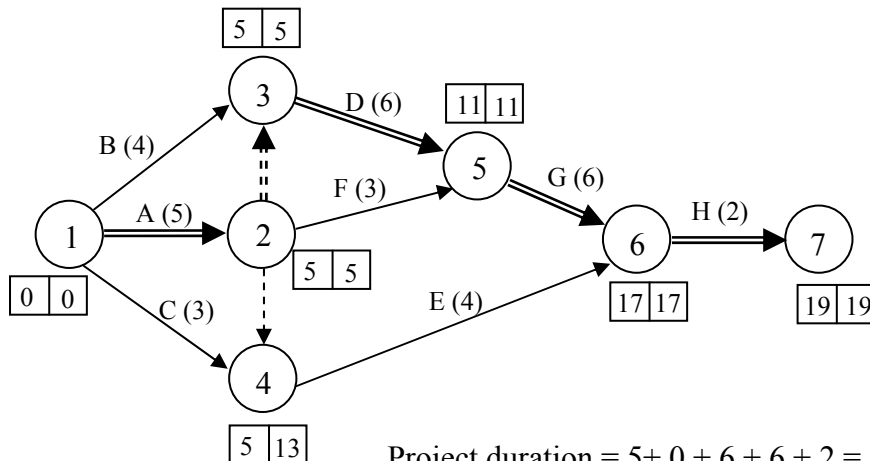 5 5
3
D (6)
11 11
B (4)
5
F (3)
G (6)
A (5)
H (2)
1
2
6
7
5 5
0 0
C (3)
E (4)
17 17
19 19
4
5 13
Project duration = 5+ 0 + 6 + 6 + 2 =